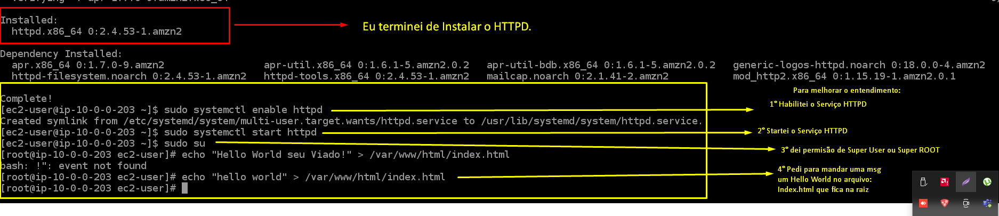 Installed:
httpd.x86_64 0:2.4.53-1.amzn2
Eu terminei de Instalar o HTTPD.
Dependency Installed:
apr.x86_64 0:1.7.0-9.amzn2 apr-util.x86_64 0:1.6.1-5.amzn2.0.2 apr-util-bdb.x86_64 0:1.6.1-5.amzn2.0.2 generic-logos-httpd.noarch 0:18.0.0-4.amzn2
httpd-filesystem.noarch 0:2.4.53-1.amzn2 httpd-tools.x86_64 0:2.4.53-1.amzn2 mailcap.noarch 0:2.1.41-2.amzn2 mod_http2.x86_64 0:1.15.19-1.amzn2.0.1
Complete!
[ec2-user@ip-10-0-0-203 ~]$ sudo systemctl enable httpd
Created symlink from /etc/systemd/system/multi-user.target.wants/httpd.service to /usr/lib/systemd/system/httpd.service.
[ec2-user@ip-10-0-0-203 ~]$ sudo systemctl start httpd
[ec2-user@ip-10-0-0-203 ~]$ sudo su
[root@ip-10-0-0-203 ec2-user]# echo "Hello World seu Viado!" > /var/www/html/index.html
bash: !": event not found
[root@ip-10-0-0-203 ec2-user]# echo "hello world" > /var/www/html/index.html
[root@ip-10-0-0-203 ec2-user]#
Para melhorar o entendimento:
1° Habilitei o Serviço HTTPD
2° Startei o Serviço HTTPD
3° dei permisão de Super User ou Super ROOT
4° Pedi para mandar uma msg
um Hello World no arquivo:
Index.html que fica na raiz